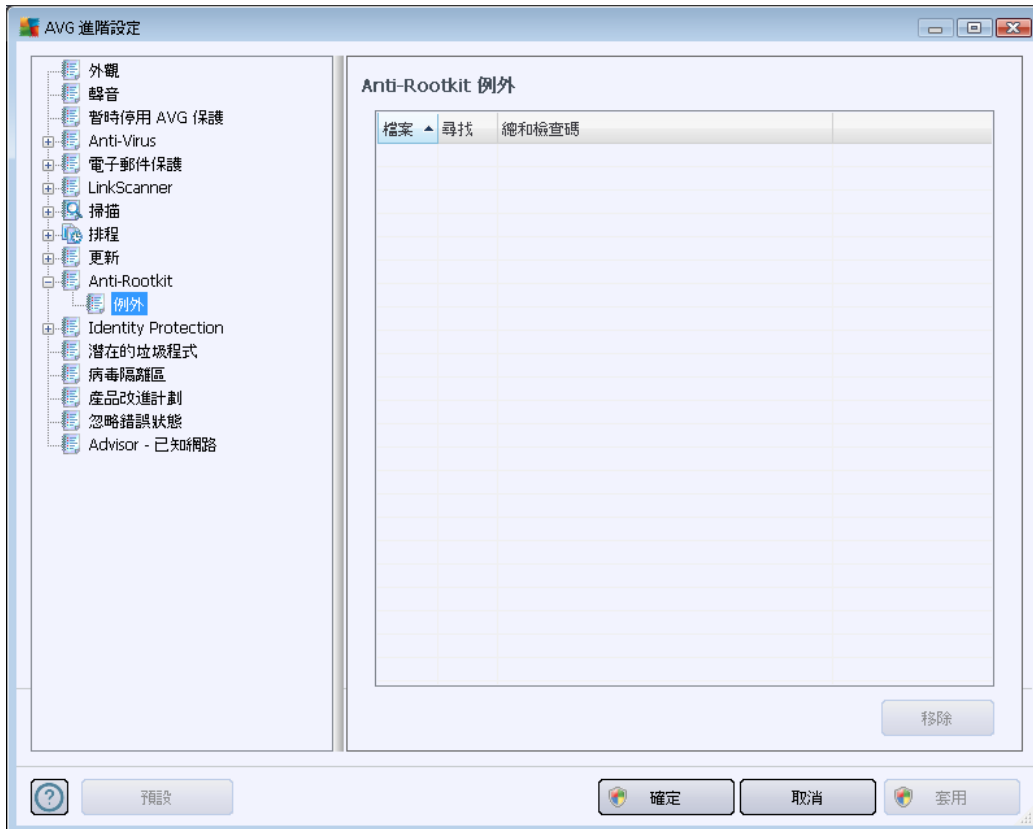 AVG 進階設定
外觀
聲音
暫時停用 AVG 保護
Anti-Virus
電子郵件保護
LinkScanner
掃描
排程
更新
Anti-Rootkit
例外
Identity Protection
潛在的垃圾程式
病毒隔離區
產品改進計劃
忽略錯誤狀態
Advisor - 已知網路
Anti-Rootkit 例外
檔案 尋找 總和檢查碼
移除
預設 確定 取消 套用